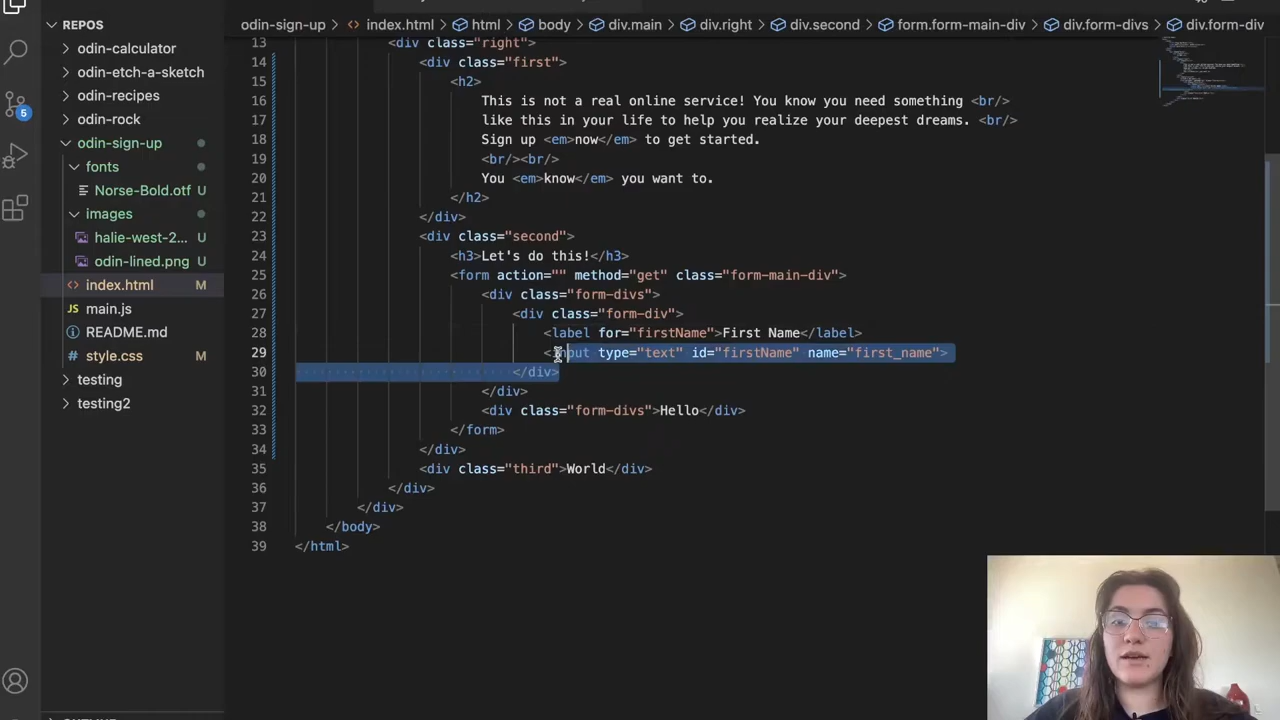 REPOS
odin-calculator
odin-etch-a-sketch
odin-recipes
odin-rock
odin-sign-up
fonts
Norse-Bold.otf U
images
halie-west-2... U
odin-lined.png U
index.html M
main.js
README.md
style.css M
testing
testing2
5
odin-sign-up > <> index.html > html > body > div.main > div.right > div.second > form.form-main-div > div.form-divs > div.form-div
13 <div class="right">
14 <div class="first">
15 <h2>
16 This is not a real online service! You know you need something <br/>
17 like this in your life to help you realize your deepest dreams. <br/>
18 Sign up <em>now</em> to get started.
19 <br/><br/>
20 You <em>know</em> you want to.
21 </h2>
22 </div>
23 <div class="second">
24 <h3>Let's do this!</h3>
25 <form action="" method="get" class="form-main-div">
26 <div class="form-divs">
27 <div class="form-div">
28 <label for="firstName">First Name</label>
29 <input type="text" id="firstName" name="first_name">
30 </div>
31 </div>
32 <div class="form-divs">Hello</div>
33 </form>
34 </div>
35 <div class="third">World</div>
36 </div>
37 </div>
38 </body>
39 </html>